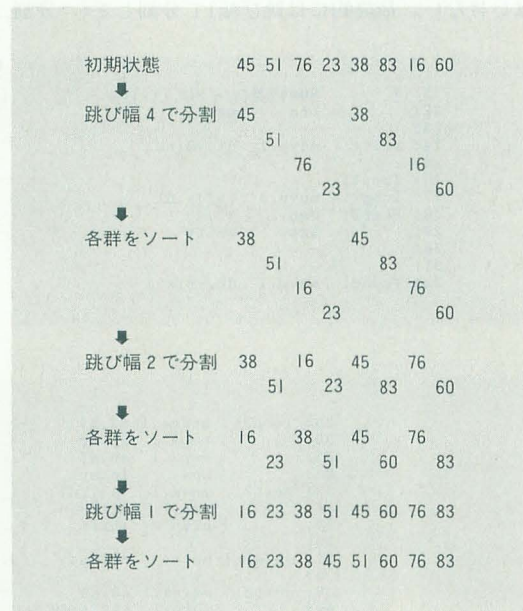 初期状態 45 51 76 23 38 83 16 60
跳び幅4で分割 45 38
51 83
76 16
23 60
各群をソート 38 45
51 83
16 76
23 60
跳び幅2で分割 38 16 45 76
51 23 83 60
各群をソート 16 38 45 76
23 51 60 83
跳び幅1で分割 16 23 38 51 45 60 76 83
各群をソート 16 23 38 45 51 60 76 83